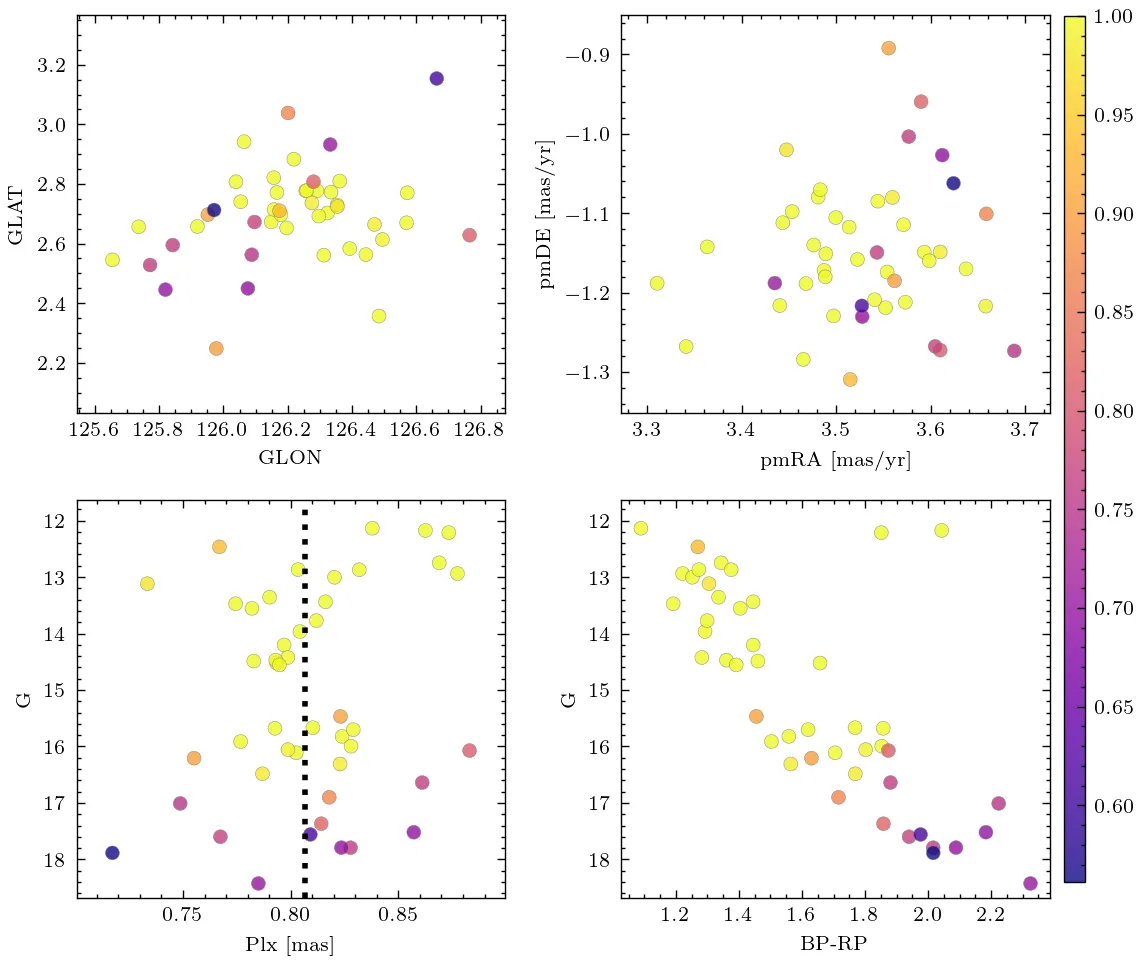 3.2
3.0
2.8
2.6
2.4
2.2
GLAT
125.6 125.8 126.0 126.2 126.4 126.6 126.8
GLON
−0.9
−1.0
−1.1
−1.2
−1.3
pmDE [mas/yr]
3.3 3.4 3.5 3.6 3.7
pmRA [mas/yr]
12
13
14
15
16
17
18
G
0.75 0.80 0.85
Plx [mas]
12
13
14
15
16
17
18
G
1.2 1.4 1.6 1.8 2.0 2.2
BP-RP
1.00
0.95
0.90
0.85
0.80
0.75
0.70
0.65
0.60